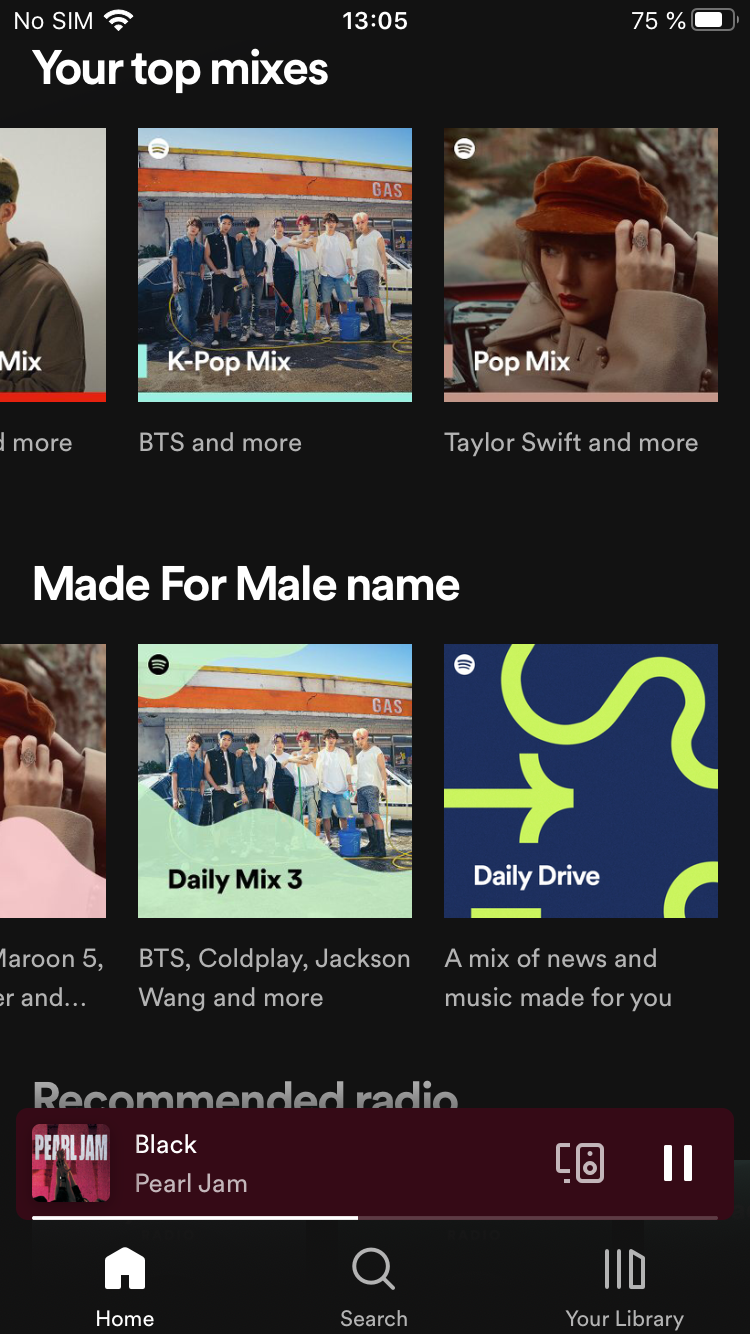 No SIM 13:05 75 %
Your top mixes
GAS
Mix K-Pop Mix Pop Mix
d more BTS and more Taylor Swift and more
Made For Male name
GAS
Daily Mix 3 Daily Drive
Maroon 5, BTS, Coldplay, Jackson A mix of news and
er and... Wang and more music made for you
Recommended radio
PEARL JAM Black
Pearl Jam
Home Search Your Library